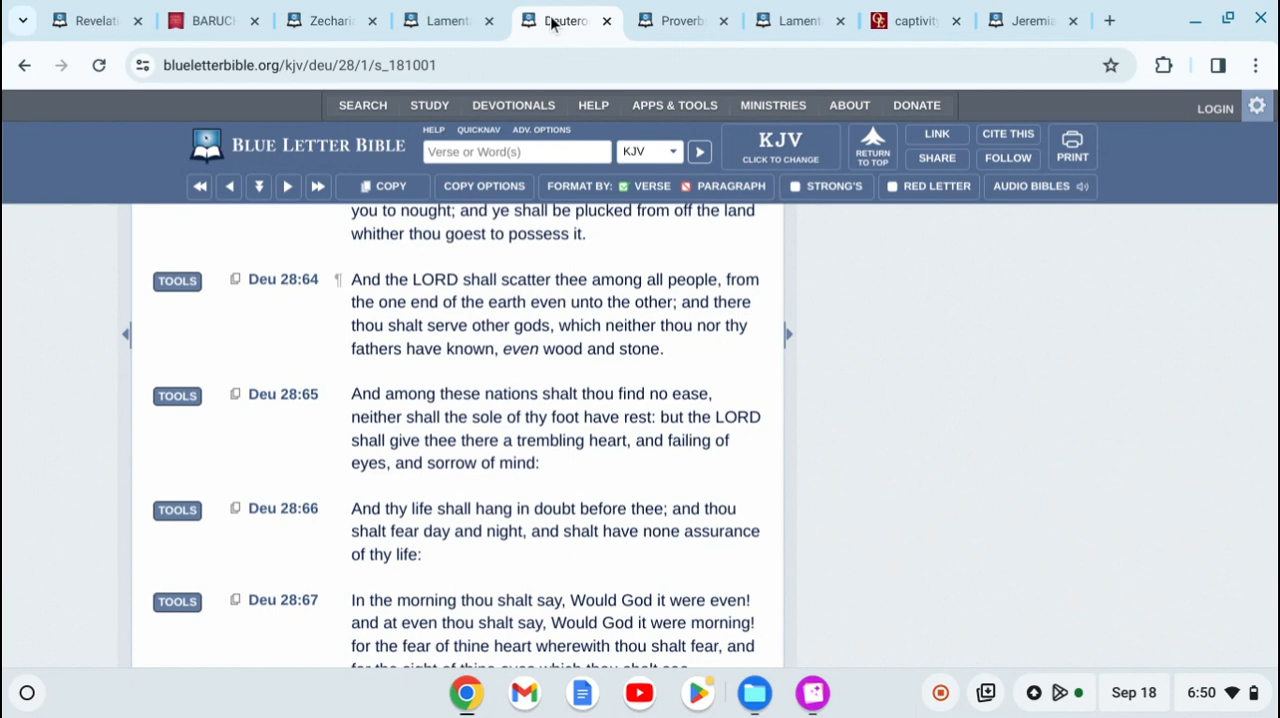 Revelati
BARUCH
Zechari
Lament
Deutero
Proverb
Lament
captivity
Jeremia
blueletterbible.org/kjv/deu/28/1/s_181001
SEARCH STUDY DEVOTIONALS HELP APPS & TOOLS MINISTRIES ABOUT DONATE
LOGIN
BLUE LETTER BIBLE
HELP QUICKNAV ADV. OPTIONS
Verse or Word(s)
KJV
KJV
CLICK TO CHANGE
RETURN
TO TOP
LINK
CITE THIS
SHARE
FOLLOW
PRINT
COPY
COPY OPTIONS
FORMAT BY: VERSE PARAGRAPH
STRONG'S
RED LETTER
AUDIO BIBLES
you to nought; and ye shall be plucked from off the land
whither thou goest to possess it.
TOOLS Deu 28:64 ¶ And the LORD shall scatter thee among all people, from
the one end of the earth even unto the other; and there
thou shalt serve other gods, which neither thou nor thy
fathers have known, even wood and stone.
TOOLS Deu 28:65 And among these nations shalt thou find no ease,
neither shall the sole of thy foot have rest: but the LORD
shall give thee there a trembling heart, and failing of
eyes, and sorrow of mind:
TOOLS Deu 28:66 And thy life shall hang in doubt before thee; and thou
shalt fear day and night, and shalt have none assurance
of thy life:
TOOLS Deu 28:67 In the morning thou shalt say, Would God it were even!
and at even thou shalt say, Would God it were morning!
for the fear of thine heart wherewith thou shalt fear, and
for the sight of thine eyes which thou shalt see.
Sep 18
6:50